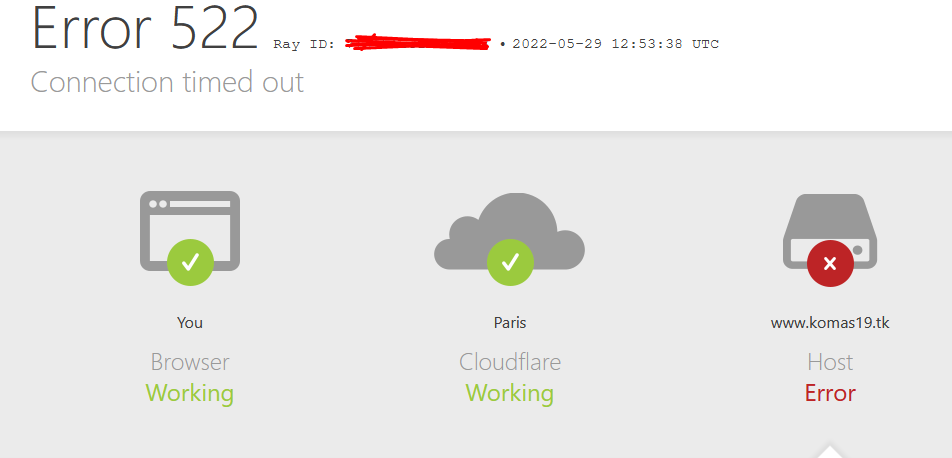 Error 522 Ray ID: • 2022-05-29 12:53:38 UTC
Connection timed out
You
Browser
Working
Paris
Cloudflare
Working
www.komas19.tk
Host
Error